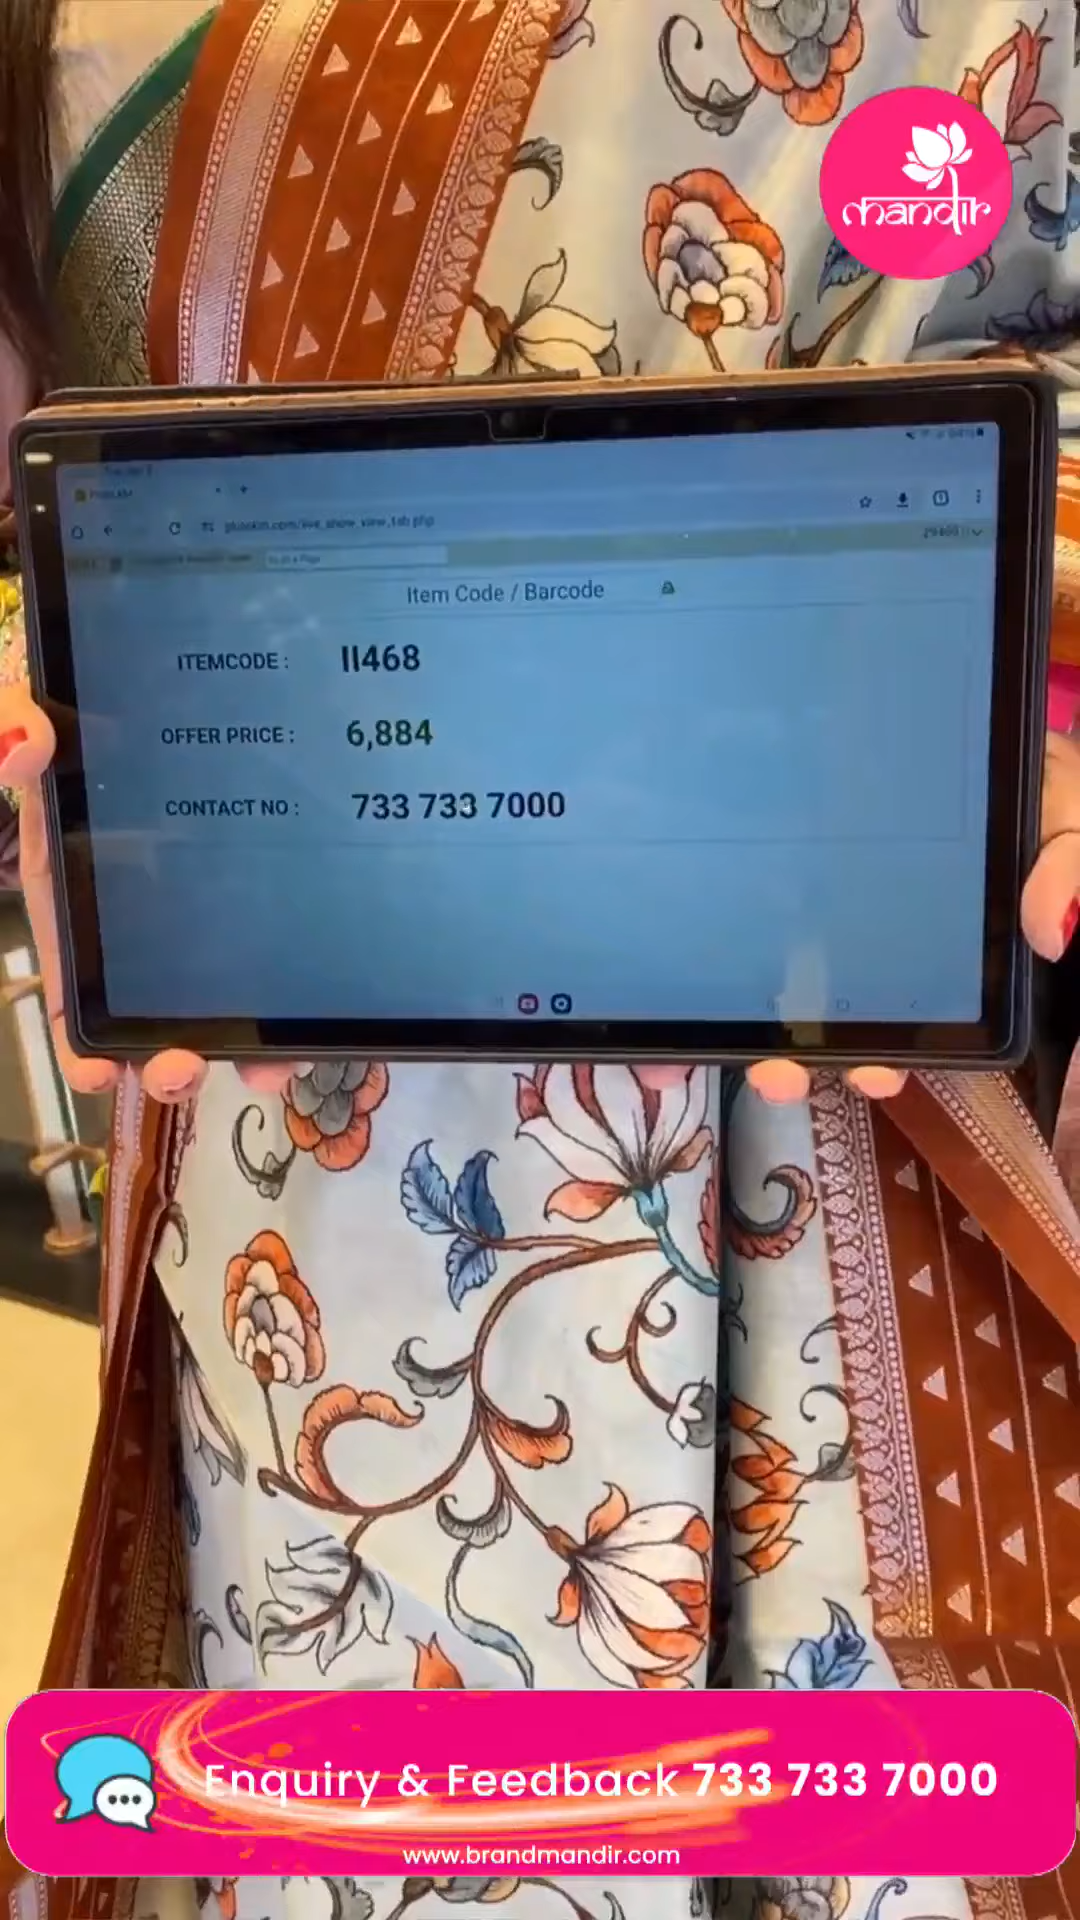 mandir
Item Code / Barcode
ITEMCODE : II468
OFFER PRICE : 6,884
CONTACT NO : 733 733 7000
Enquiry & Feedback 733 733 7000
www.brandmandir.com